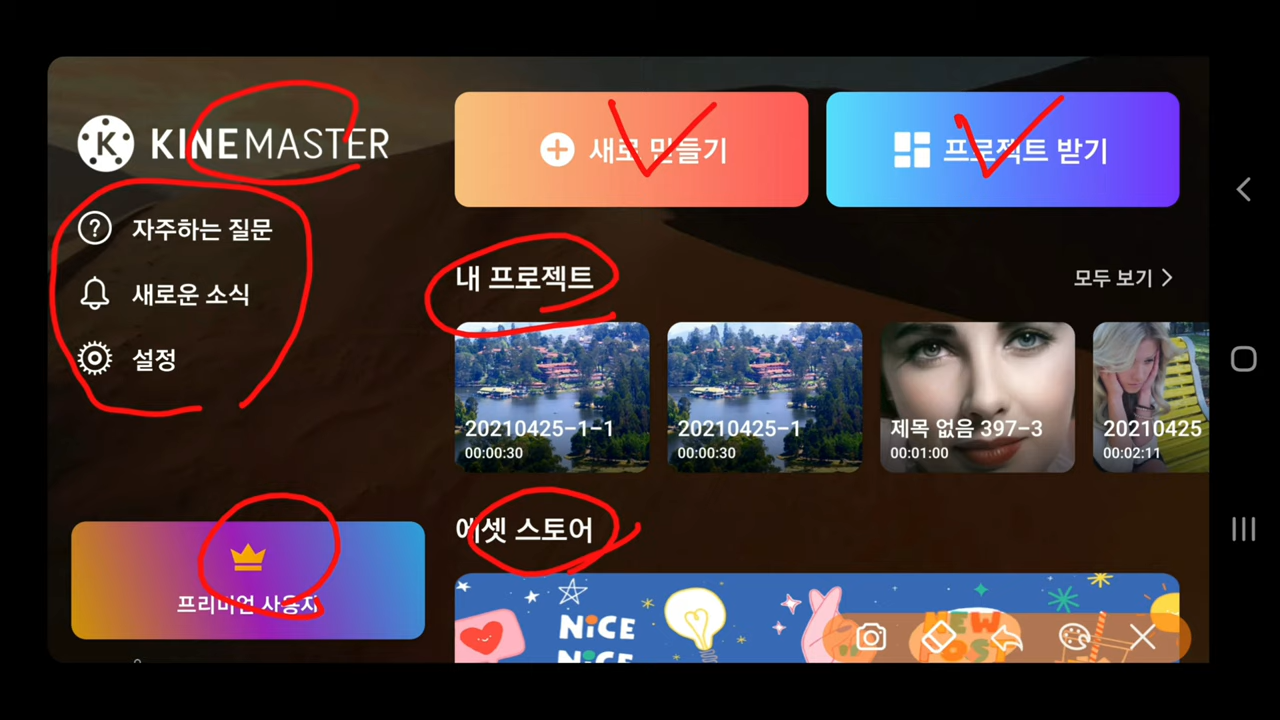 KINEMASTER
자주하는 질문
새로운 소식
설정
프리미엄 사용자
새로 만들기
프로젝트 받기
내 프로젝트
모두 보기
20210425-1-1
00:00:30
20210425-1
00:00:30
제목 없음 397-3
00:01:00
20210425
00:02:11
에셋 스토어
NiCE
NiCE
NEW